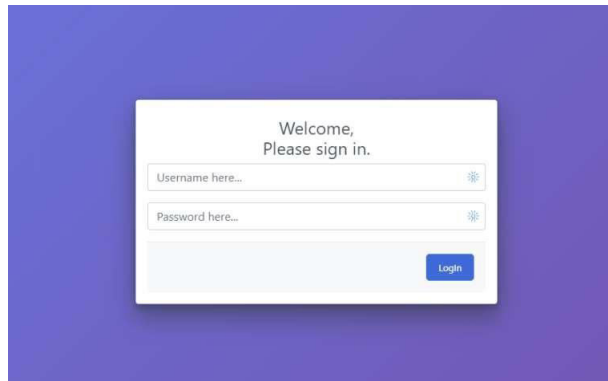 Welcome,
Please sign in.
Username here...
Password here...
Login